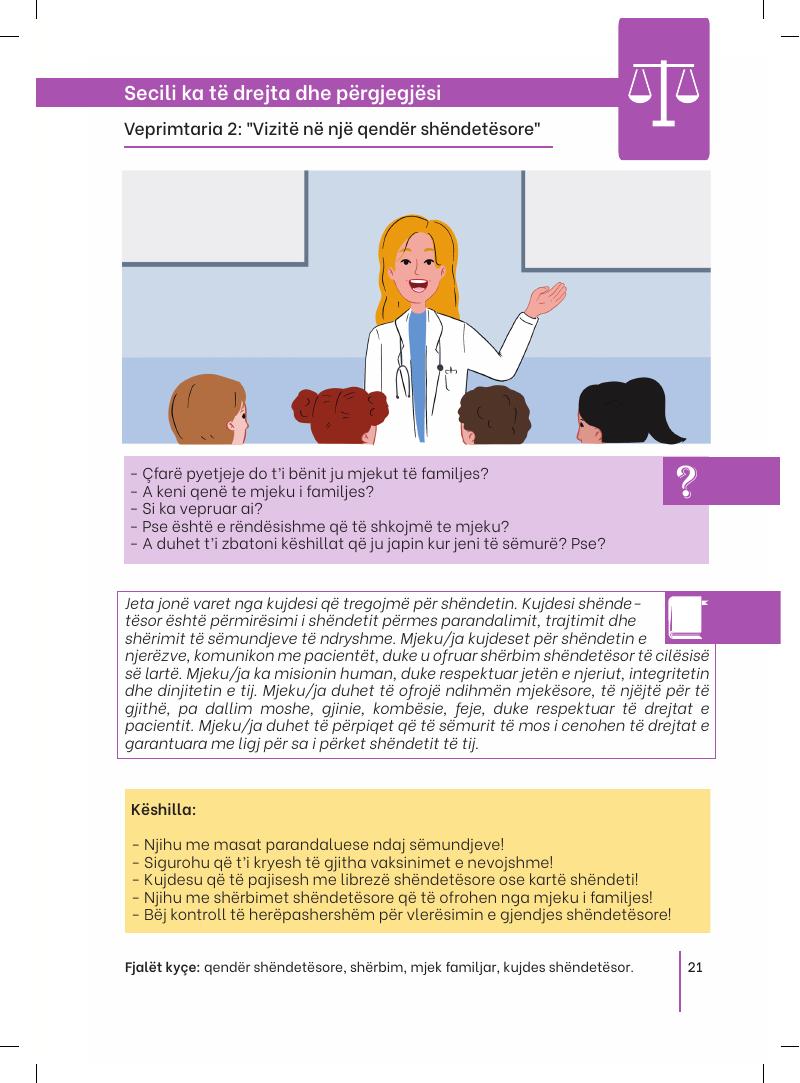 Secili ka të drejta dhe përgjegjësi
Veprimtaria 2: "Vizitë në një qendër shëndetësore"
- Çfarë pyetjeje do t'i bënit ju mjekut të familjes?
- A keni qenë te mjeku i familjes?
- Si ka vepruar ai?
- Pse është e rëndësishme që të shkojmë te mjeku?
- A duhet t'i zbatoni këshillat që ju japin kur jeni të sëmurë? Pse?
?
Jeta jonë varet nga kujdesi që tregojmë për shëndetin. Kujdesi shënde-
tësor është përmirësimi i shëndetit përmes parandalimit, trajtimit dhe
shërimit të sëmundjeve të ndryshme. Mjeku/ja kujdeset për shëndetin e
njerëzve, komunikon me pacientët, duke u ofruar shërbim shëndetësor të cilësisë
së lartë. Mjeku/ja ka misionin human, duke respektuar jetën e njeriut, integritetin
dhe dinjitetin e tij. Mjeku/ja duhet të ofrojë ndihmën mjekësore, të njëjtë për të
gjithë, pa dallim moshe, gjinie, kombësie, feje, duke respektuar të drejtat e
pacientit. Mjeku/ja duhet të përpiqet që të sëmurit të mos i cenohen të drejtat e
garantuara me ligj për sa i përket shëndetit të tij.
Këshilla:
- Njihu me masat parandaluese ndaj sëmundjeve!
- Sigurohu që t'i kryesh të gjitha vaksinimet e nevojshme!
- Kujdesu që të pajisesh me librezë shëndetësore ose kartë shëndeti!
- Njihu me shërbimet shëndetësore që të ofrohen nga mjeku i familjes!
- Bëj kontroll të herëpashershëm për vlerësimin e gjendjes shëndetësore!
Fjalët kyçe: qendër shëndetësore, shërbim, mjek familjar, kujdes shëndetësor.
21